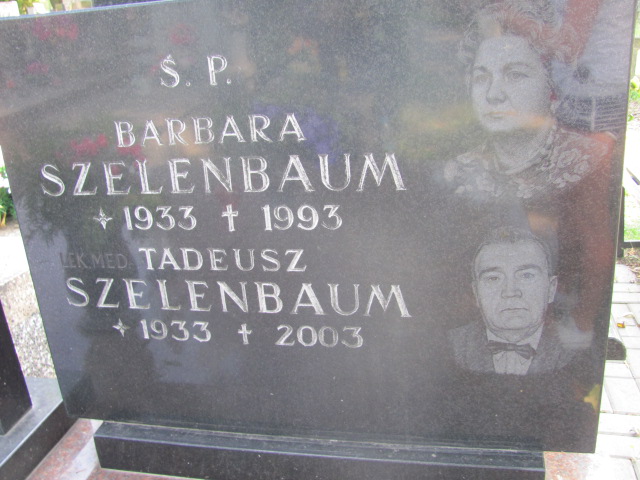 Ś. P.
BARBARA
SZELENBAUM
✧ 1933 † 1993
LEK. MED. TADEUSZ
SZELENBAUM
✧ 1933 † 2003